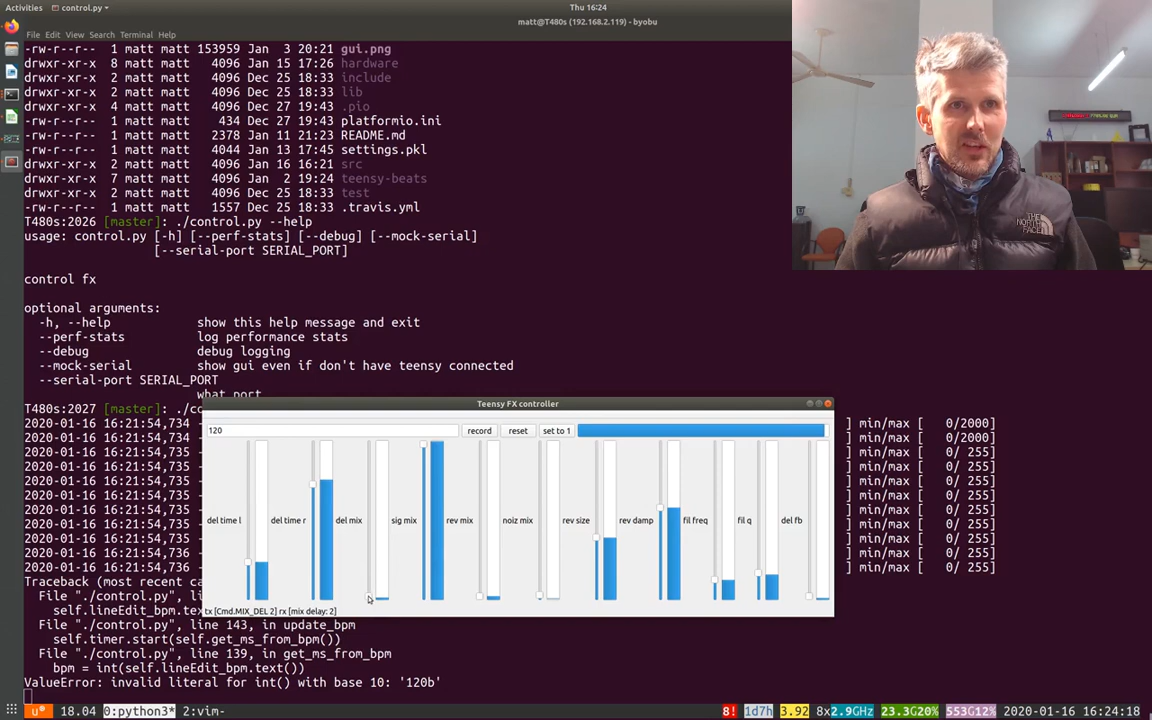 Activities
control.py
Thu 16:24
matt@T480s (192.168.2.119) - byobu
File Edit View Search Terminal Help
-rw-r--r-- 1 matt matt 153959 Jan 3 20:21 gui.png
drwxr-xr-x 8 matt matt 4096 Jan 15 17:26 hardware
drwxr-xr-x 2 matt matt 4096 Dec 25 18:33 include
drwxr-xr-x 2 matt matt 4096 Dec 25 18:33 lib
drwxr-xr-x 4 matt matt 4096 Dec 27 19:43 .pio
-rw-r--r-- 1 matt matt 434 Dec 27 19:43 platformio.ini
-rw-r--r-- 1 matt matt 2378 Jan 11 21:23 README.md
-rw-r--r-- 1 matt matt 4044 Jan 13 17:45 settings.pkl
drwxr-xr-x 2 matt matt 4096 Jan 16 16:21 src
drwxr-xr-x 7 matt matt 4096 Jan 2 19:24 teensy-beats
drwxr-xr-x 2 matt matt 4096 Dec 25 18:33 test
-rw-r--r-- 1 matt matt 1557 Dec 25 18:33 .travis.yml
T480s:2026 [master]: ./control.py --help
usage: control.py [-h] [--perf-stats] [--debug] [--mock-serial]
[--serial-port SERIAL_PORT]
control fx
optional arguments:
-h, --help show this help message and exit
--perf-stats log performance stats
--debug debug logging
--mock-serial show gui even if don't have teensy connected
--serial-port SERIAL_PORT
what port
T480s:2027 [master]: ./co
2020-01-16 16:21:54,734 ] min/max [ 0/2000]
2020-01-16 16:21:54,734 ] min/max [ 0/2000]
2020-01-16 16:21:54,735 ] min/max [ 0/ 255]
2020-01-16 16:21:54,735 ] min/max [ 0/ 255]
2020-01-16 16:21:54,735 ] min/max [ 0/ 255]
2020-01-16 16:21:54,735 ] min/max [ 0/ 255]
2020-01-16 16:21:54,735 ] min/max [ 0/ 255]
2020-01-16 16:21:54,735 ] min/max [ 0/ 255]
2020-01-16 16:21:54,735 ] min/max [ 0/ 255]
2020-01-16 16:21:54,736 ] min/max [ 0/ 255]
2020-01-16 16:21:54,736 ] min/max [ 0/ 255]
Traceback (most recent ca
File "./control.py", line
self.lineEdit_bpm.tex
File "./control.py", line 143, in update_bpm
self.timer.start(self.get_ms_from_bpm())
File "./control.py", line 139, in get_ms_from_bpm
bpm = int(self.lineEdit_bpm.text())
ValueError: invalid literal for int() with base 10: '120b'
Teensy FX controller
120 record reset set to 1
del time l del time r del mix sig mix rev mix noiz mix rev size rev damp fil freq fil q del fb
tx [Cmd.MIX_DEL 2] rx [mix delay: 2]
THE NORTH FACE
18.04 0:python3* 2:vim- 8! 1d7h 3.92 8x2.9GHz 23.3G20% 553G12% 2020-01-16 16:24:18